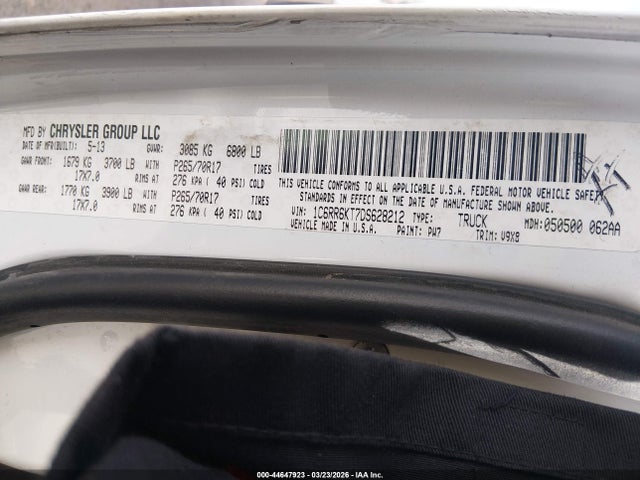 MFD BY CHRYSLER GROUP LLC
DATE OF MFR(BUILT): 5-13 GVWR: 3085 KG 6800 LB
GAWR FRONT: 1679 KG 3700 LB WITH P265/70R17 TIRES
17X7.0 RIMS AT 276 KPA ( 40 PSI) COLD
GAWR REAR: 1770 KG 3900 LB WITH P265/70R17 TIRES
17X7.0 RIMS AT 276 KPA ( 40 PSI) COLD
THIS VEHICLE CONFORMS TO ALL APPLICABLE U.S.A. FEDERAL MOTOR VEHICLE SAFETY
STANDARDS IN EFFECT ON THE DATE OF MANUFACTURE SHOWN ABOVE.
VIN: 1C6RR6KT7DS628212 TYPE: TRUCK MDH: 050500 062AA
VEHICLE MADE IN U.S.A. PAINT: PW7 TRIM: V9X8
000-44647923 | 03/23/2026 | IAA Inc.